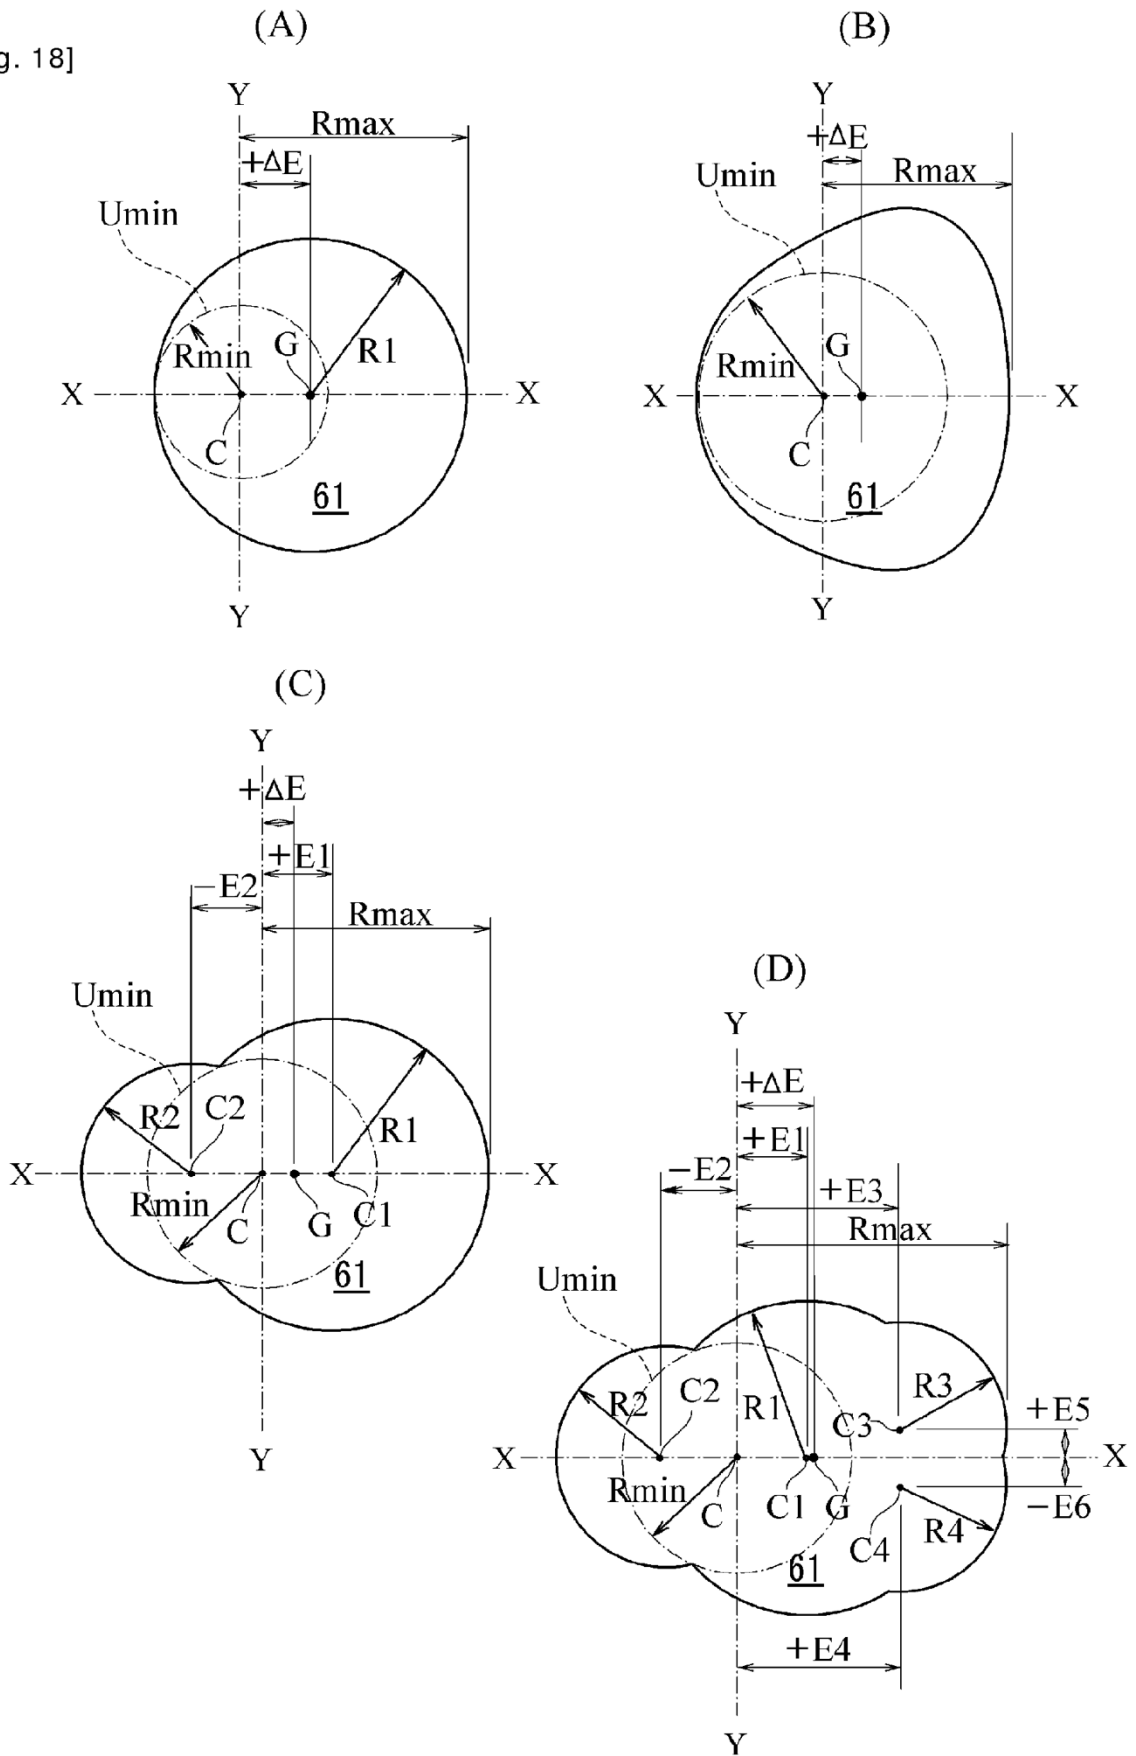 g. 18]
(A)
Y
Rmax
+ΔE
Umin
Rmin
G
R1
X
X
C
61
Y
(B)
Y
+ΔE
Umin
Rmax
Rmin
G
X
X
C
61
Y
(C)
Y
+ΔE
+E1
−E2
Rmax
Umin
R2
C2
R1
X
X
Rmin
C
G
C1
61
Y
(D)
Y
+ΔE
+E1
−E2
+E3
Rmax
Umin
R2
C2
R1
R3
C3
+E5
X
X
Rmin
C
C1
G
−E6
R4
C4
61
+E4
Y